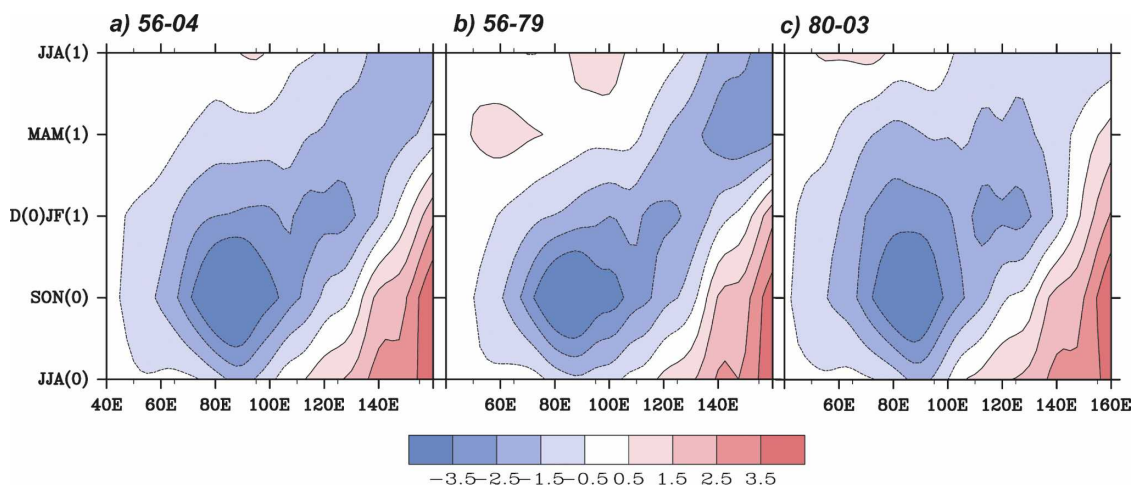 a) 56-04 b) 56-79 c) 80-03
JJA(1)
MAM(1)
D(0)JF(1)
SON(0)
JJA(0)
40E 60E 80E 100E 120E 140E 60E 80E 100E 120E 140E 60E 80E 100E 120E 140E 160E
-3.5 -2.5 -1.5 -0.5 0.5 1.5 2.5 3.5